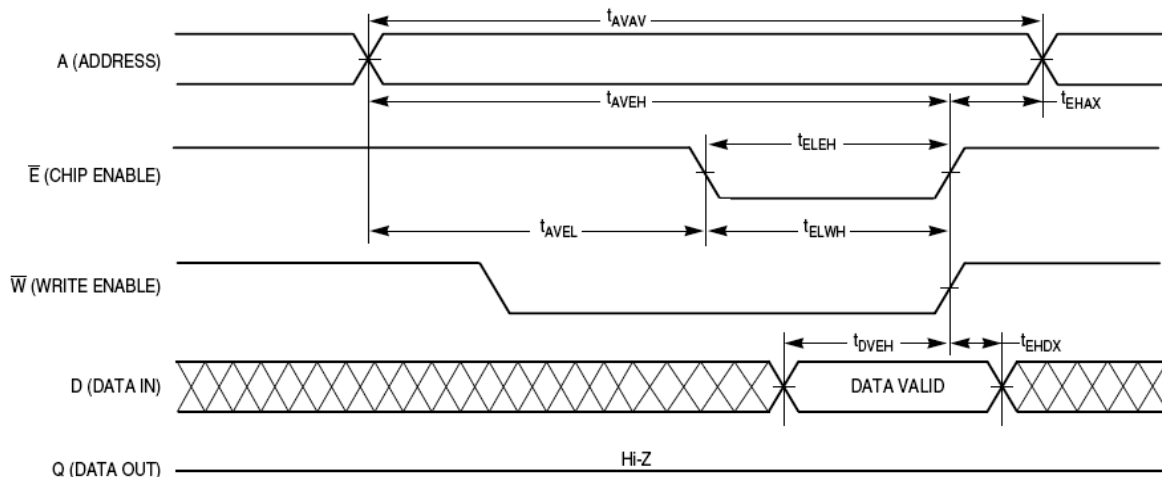 tAVAV
A (ADDRESS)
tAVEH
tEHAX
tELEH
E̅ (CHIP ENABLE)
tAVEL
tELWH
W̅ (WRITE ENABLE)
tDVEH
tEHDX
D (DATA IN)
DATA VALID
Hi-Z
Q (DATA OUT)